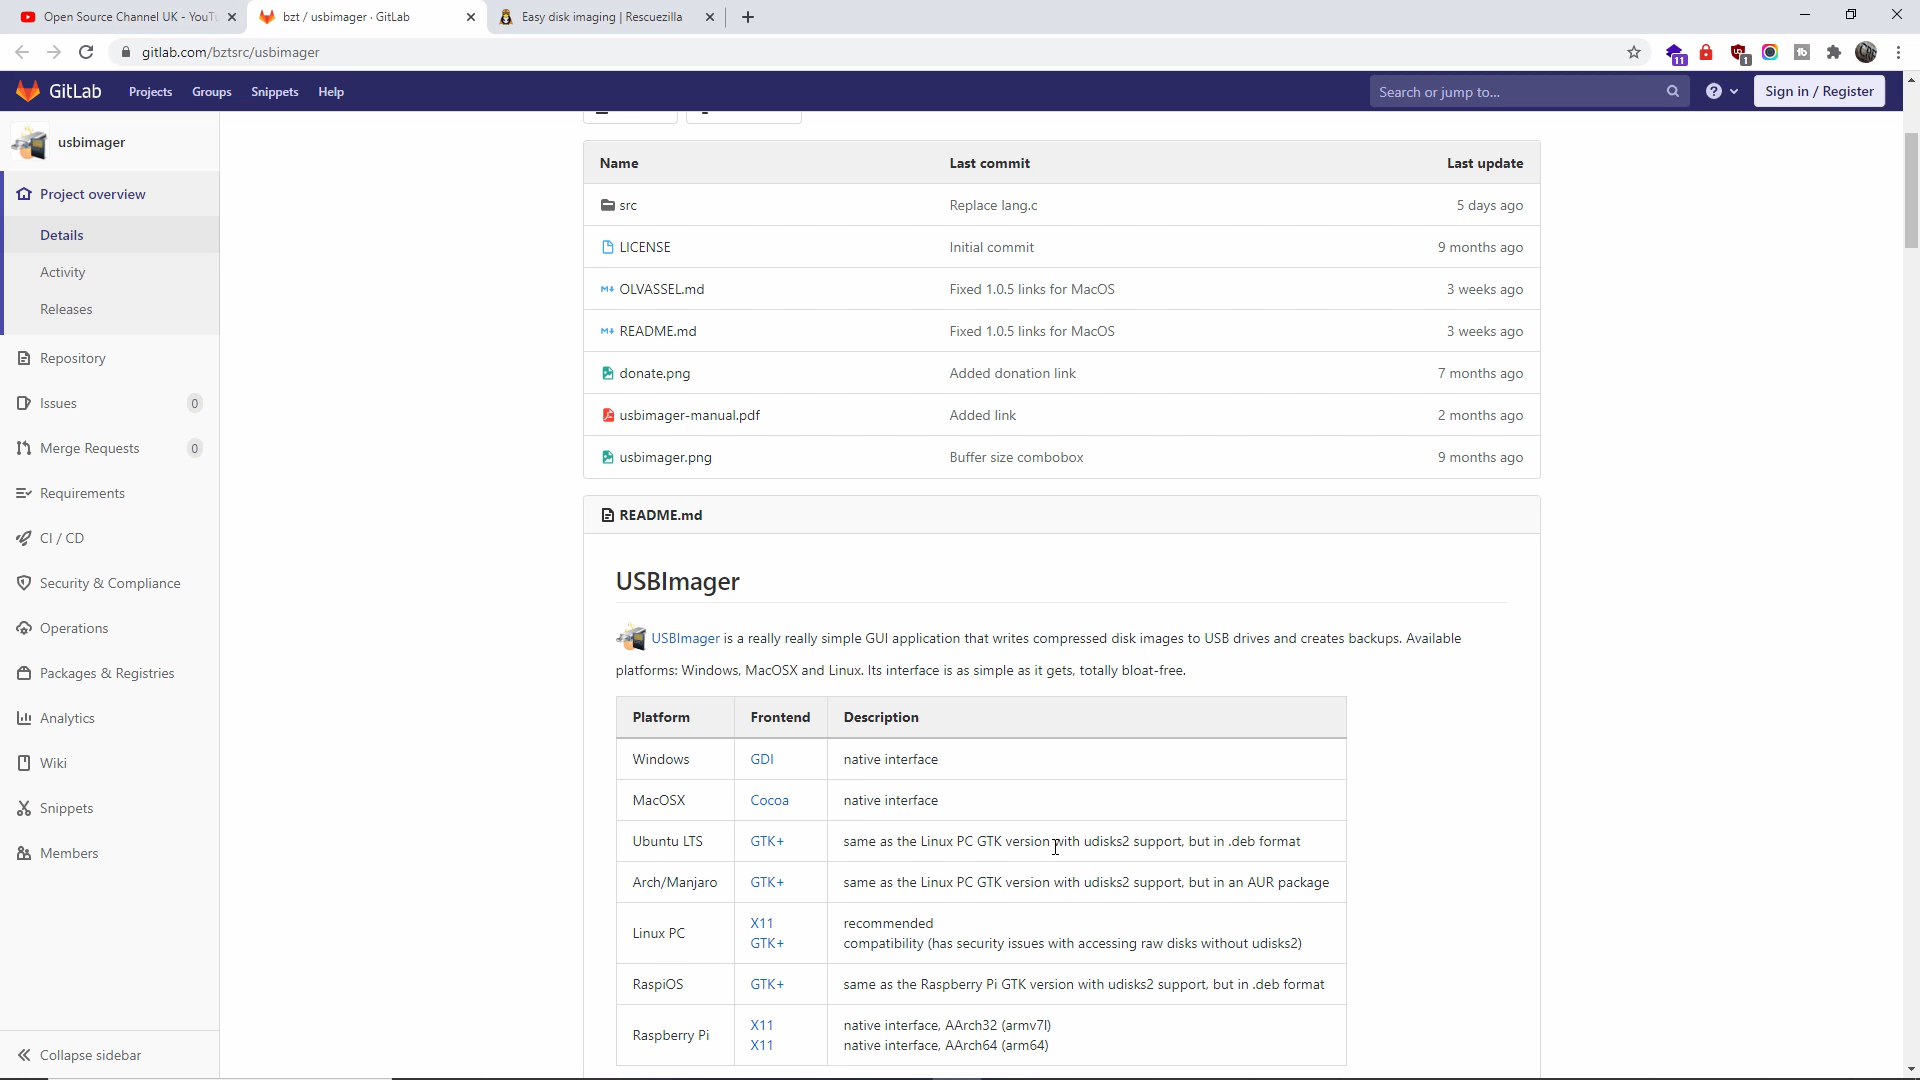 Open Source Channel UK - YouTu
bzt / usbimager · GitLab
Easy disk imaging | Rescuezilla
gitlab.com/bztsrc/usbimager
11
1
GitLab
Projects
Groups
Snippets
Help
Search or jump to...
Sign in / Register
usbimager
Project overview
Details
Activity
Releases
Repository
Issues 0
Merge Requests 0
Requirements
CI / CD
Security & Compliance
Operations
Packages & Registries
Analytics
Wiki
Snippets
Members
Collapse sidebar
Name Last commit Last update
src Replace lang.c 5 days ago
LICENSE Initial commit 9 months ago
OLVASSEL.md Fixed 1.0.5 links for MacOS 3 weeks ago
README.md Fixed 1.0.5 links for MacOS 3 weeks ago
donate.png Added donation link 7 months ago
usbimager-manual.pdf Added link 2 months ago
usbimager.png Buffer size combobox 9 months ago
README.md
USBImager
USBImager is a really really simple GUI application that writes compressed disk images to USB drives and creates backups. Available
platforms: Windows, MacOSX and Linux. Its interface is as simple as it gets, totally bloat-free.
Platform Frontend Description
Windows GDI native interface
MacOSX Cocoa native interface
Ubuntu LTS GTK+ same as the Linux PC GTK version with udisks2 support, but in .deb format
Arch/Manjaro GTK+ same as the Linux PC GTK version with udisks2 support, but in an AUR package
Linux PC
X11 recommended
GTK+ compatibility (has security issues with accessing raw disks without udisks2)
RaspiOS GTK+ same as the Raspberry Pi GTK version with udisks2 support, but in .deb format
Raspberry Pi
X11 native interface, AArch32 (armv7l)
X11 native interface, AArch64 (arm64)